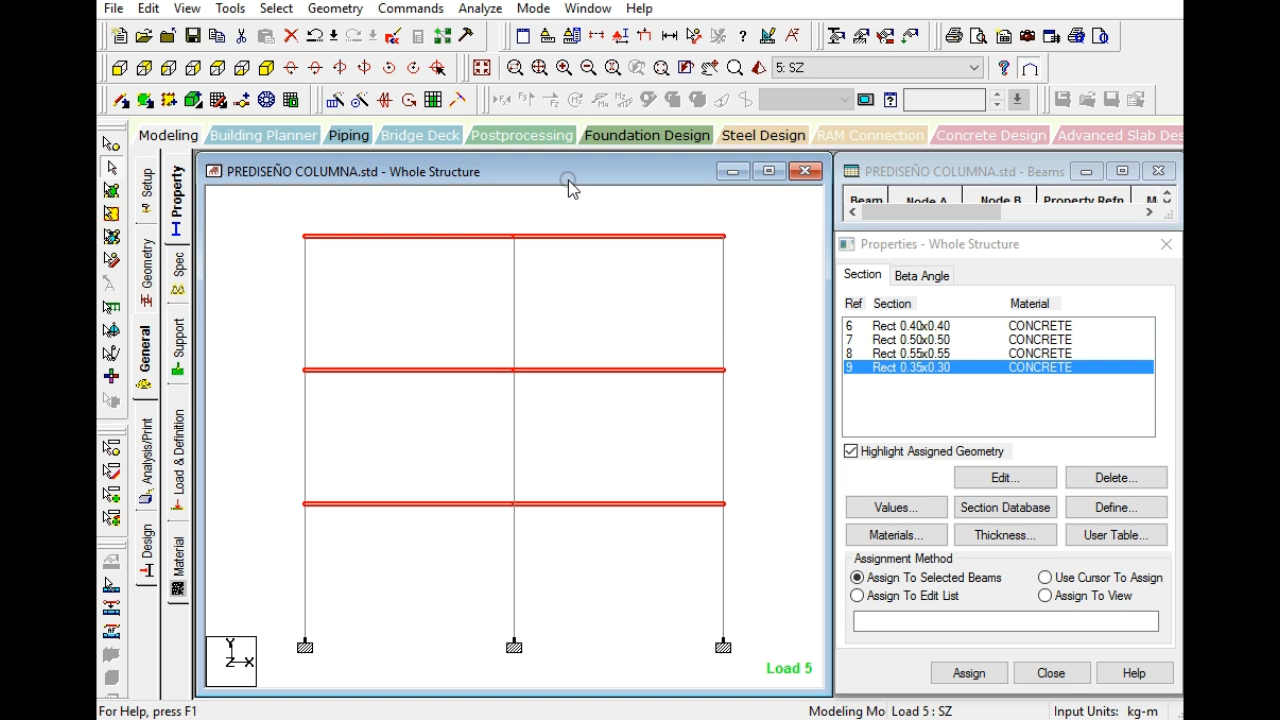 File Edit View Tools Select Geometry Commands Analyze Mode Window Help
5: SZ
Modeling Building Planner Piping Bridge Deck Postprocessing Foundation Design Steel Design RAM Connection Concrete Design Advanced Slab Des
PREDISEÑO COLUMNA.std - Whole Structure
PREDISEÑO COLUMNA.std - Beams
Beam Node A Node B Property Refn
Setup
Geometry
General
Analysis/Print
Design
Property
Spec
Support
Load & Definition
Material
Y
Z X
Load 5
Properties - Whole Structure
Section Beta Angle
Ref Section Material
6 Rect 0.40x0.40 CONCRETE
7 Rect 0.50x0.50 CONCRETE
8 Rect 0.55x0.55 CONCRETE
9 Rect 0.35x0.30 CONCRETE
Highlight Assigned Geometry
Edit... Delete...
Values... Section Database Define...
Materials... Thickness... User Table...
Assignment Method
Assign To Selected Beams Use Cursor To Assign
Assign To Edit List Assign To View
Assign Close Help
For Help, press F1 Modeling Mo Load 5 : SZ Input Units: kg-m